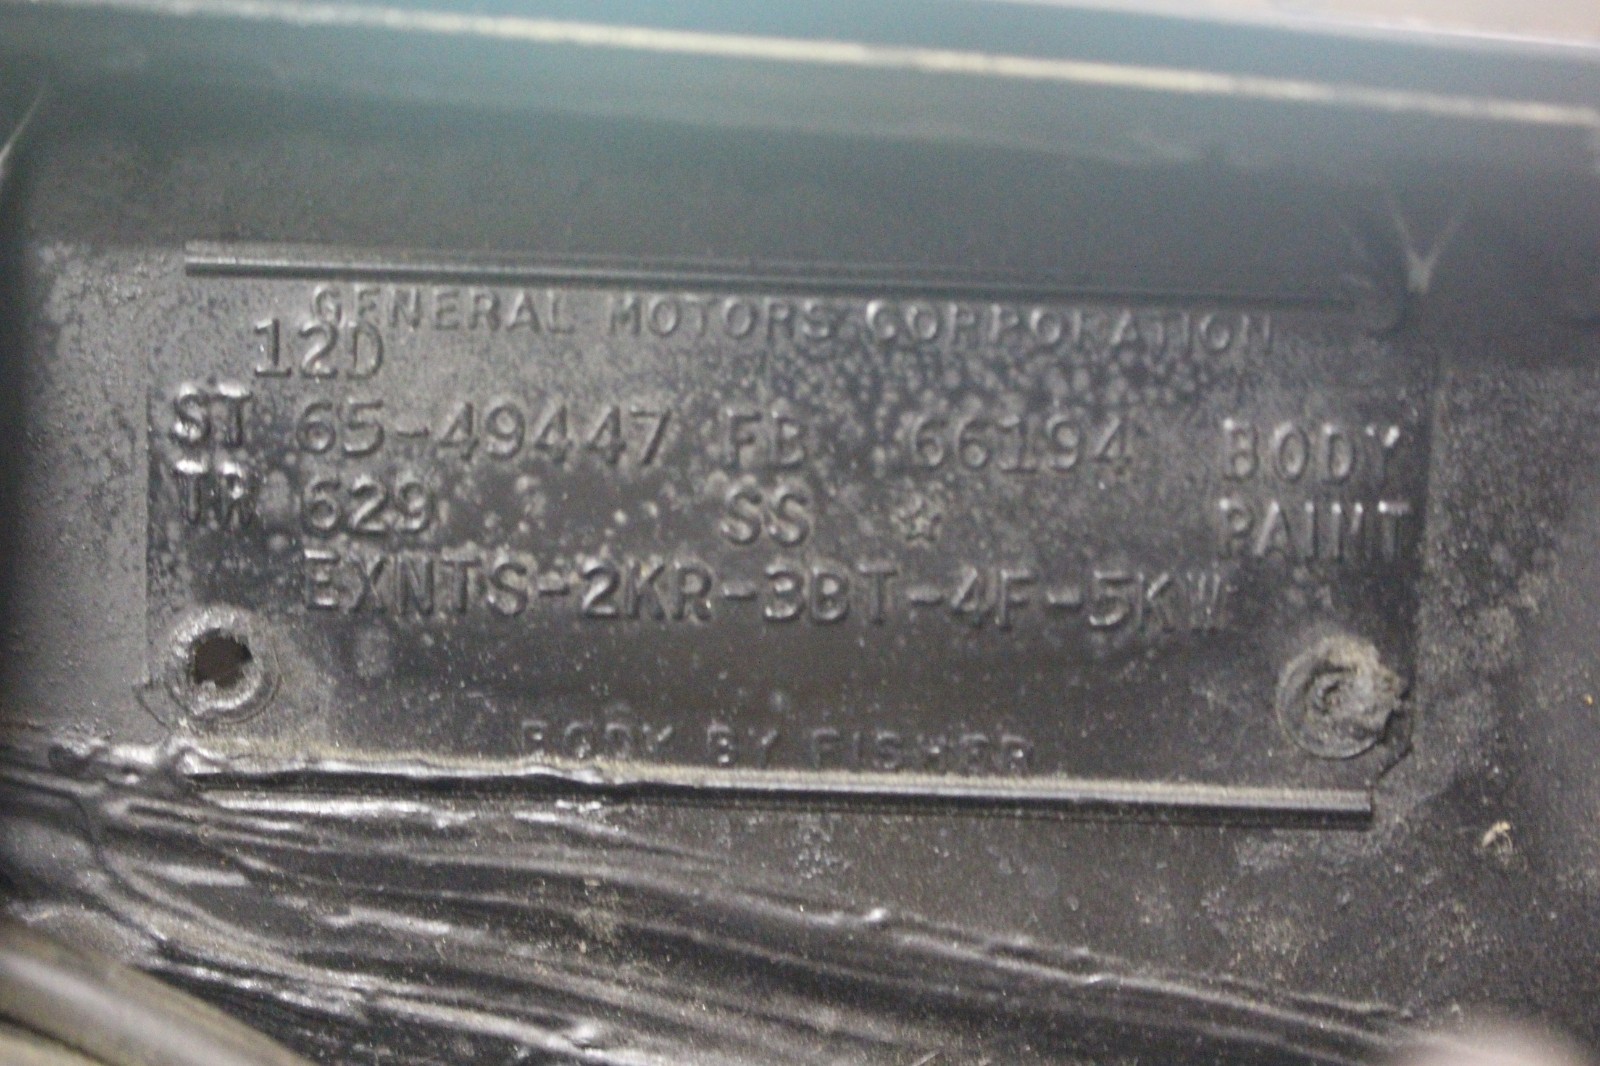 GENERAL MOTORS CORPORATION
12D
ST 65-49447 FB 66194 BODY
TR 629 SS ☆ PAINT
EXNTS-2KR-3BT-4F-5KW
BODY BY FISHER